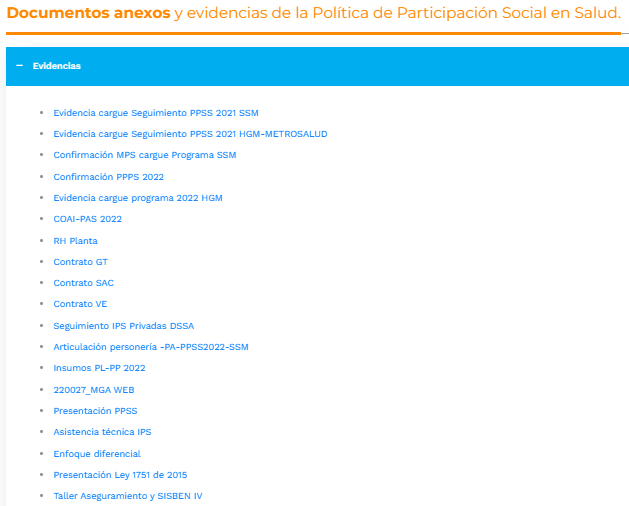 Documentos anexos y evidencias de la Política de Participación Social en Salud.
− Evidencias
• Evidencia cargue Seguimiento PPSS 2021 SSM
• Evidencia cargue Seguimiento PPSS 2021 HGM-METROSALUD
• Confirmación MPS cargue Programa SSM
• Confirmación PPPS 2022
• Evidencia cargue programa 2022 HGM
• COAI-PAS 2022
• RH Planta
• Contrato GT
• Contrato SAC
• Contrato VE
• Seguimiento IPS Privadas DSSA
• Articulación personería -PA-PPSS2022-SSM
• Insumos PL-PP 2022
• 220027_MGA WEB
• Presentación PPSS
• Asistencia técnica IPS
• Enfoque diferencial
• Presentación Ley 1751 de 2015
• Taller Aseguramiento y SISBEN IV